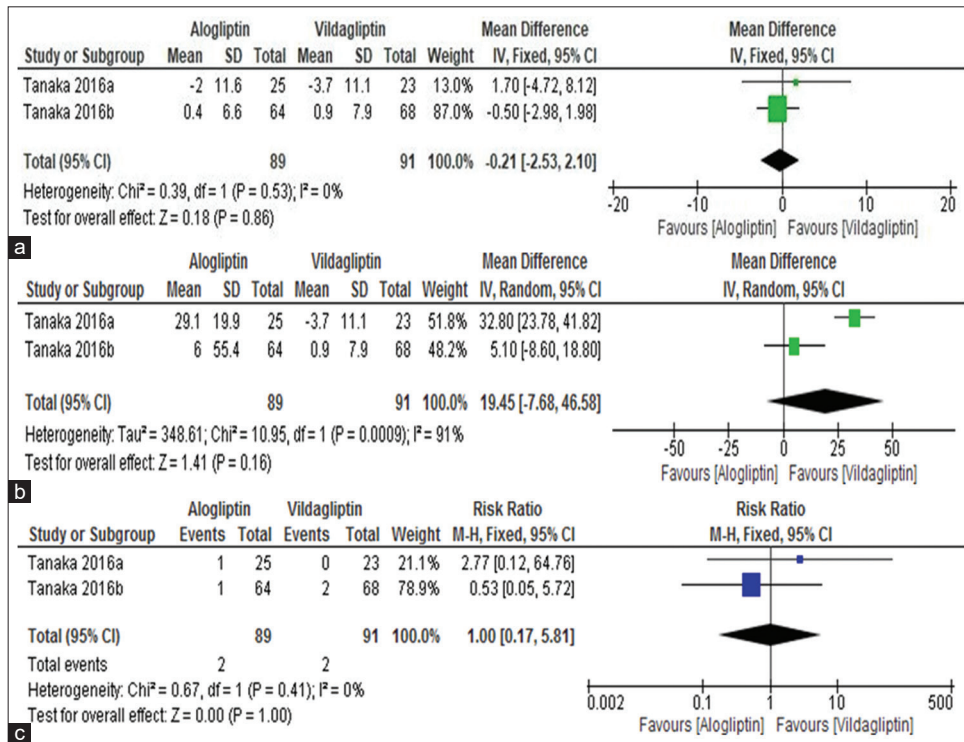 Alogliptin Vildagliptin Mean Difference Mean Difference
Study or Subgroup Mean SD Total Mean SD Total Weight IV, Fixed, 95% CI IV, Fixed, 95% CI
Tanaka 2016a -2 11.6 25 -3.7 11.1 23 13.0% 1.70 [-4.72, 8.12]
Tanaka 2016b 0.4 6.6 64 0.9 7.9 68 87.0% -0.50 [-2.98, 1.98]
Total (95% CI) 89 91 100.0% -0.21 [-2.53, 2.10]
Heterogeneity: Chi² = 0.39, df = 1 (P = 0.53); I² = 0%
Test for overall effect: Z = 0.18 (P = 0.86)
-20 -10 0 10 20
Favours [Alogliptin] Favours [Vildagliptin]
a
Alogliptin Vildagliptin Mean Difference Mean Difference
Study or Subgroup Mean SD Total Mean SD Total Weight IV, Random, 95% CI IV, Random, 95% CI
Tanaka 2016a 29.1 19.9 25 -3.7 11.1 23 51.8% 32.80 [23.78, 41.82]
Tanaka 2016b 6 55.4 64 0.9 7.9 68 48.2% 5.10 [-8.60, 18.80]
Total (95% CI) 89 91 100.0% 19.45 [-7.68, 46.58]
Heterogeneity: Tau² = 348.61; Chi² = 10.95, df = 1 (P = 0.0009); I² = 91%
Test for overall effect: Z = 1.41 (P = 0.16)
-50 -25 0 25 50
Favours [Alogliptin] Favours [Vildagliptin]
b
Alogliptin Vildagliptin Risk Ratio Risk Ratio
Study or Subgroup Events Total Events Total Weight M-H, Fixed, 95% CI M-H, Fixed, 95% CI
Tanaka 2016a 1 25 0 23 21.1% 2.77 [0.12, 64.76]
Tanaka 2016b 1 64 2 68 78.9% 0.53 [0.05, 5.72]
Total (95% CI) 89 91 100.0% 1.00 [0.17, 5.81]
Total events 2 2
Heterogeneity: Chi² = 0.67, df = 1 (P = 0.41); I² = 0%
Test for overall effect: Z = 0.00 (P = 1.00)
0.002 0.1 1 10 500
Favours [Alogliptin] Favours [Vildagliptin]
c